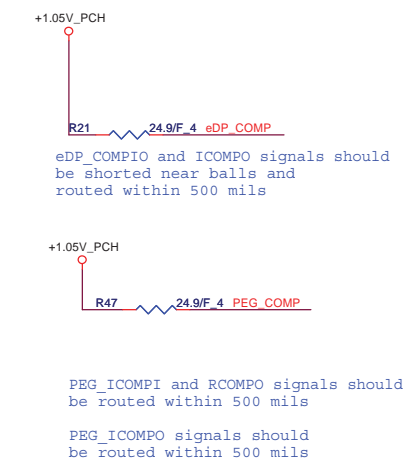 +1.05V_PCH
R21 24.9/F_4 eDP_COMP
eDP_COMPIO and ICOMPO signals should
be shorted near balls and
routed within 500 mils
+1.05V_PCH
R47 24.9/F_4 PEG_COMP
PEG_ICOMPI and RCOMPO signals should
be routed within 500 mils
PEG_ICOMPO signals should
be routed within 500 mils